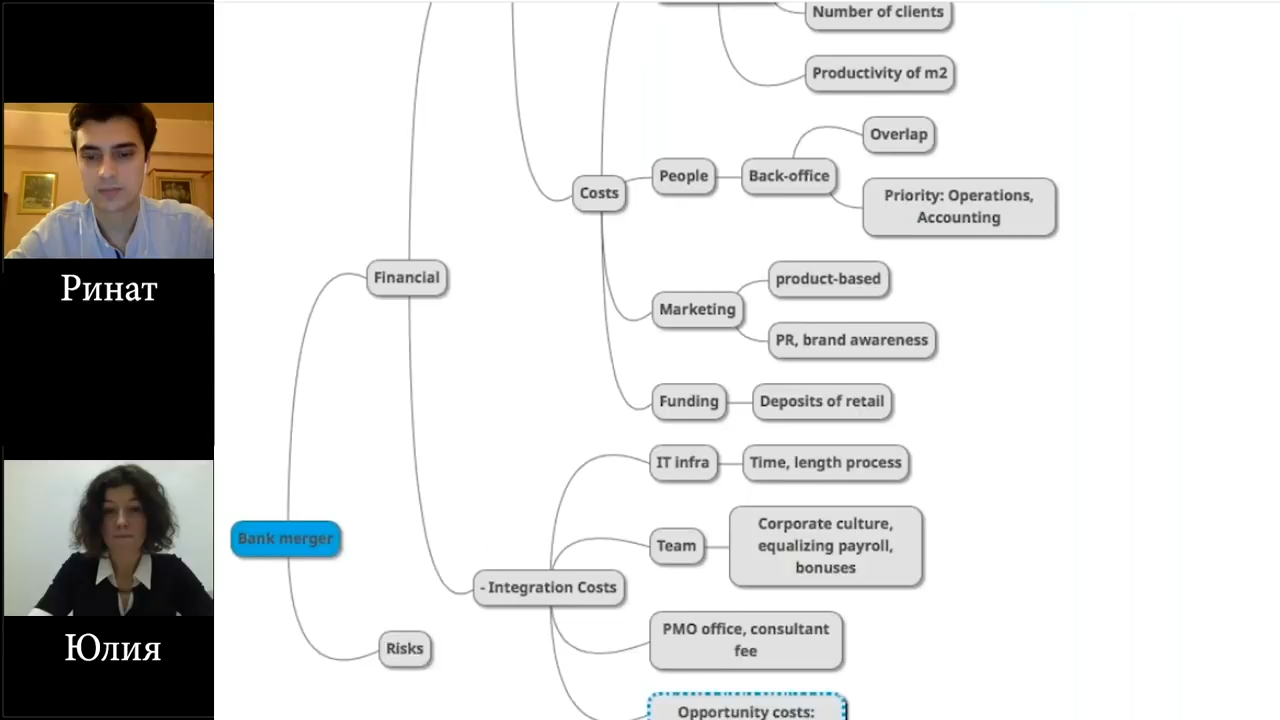 Ринат
Юлия
Number of clients
Productivity of m2
Overlap
People
Back-office
Costs
Priority: Operations,
Accounting
Financial
product-based
Marketing
PR, brand awareness
Funding
Deposits of retail
IT infra
Time, length process
Bank merger
Corporate culture,
equalizing payroll,
bonuses
Team
- Integration Costs
PMO office, consultant
fee
Risks
Opportunity costs: